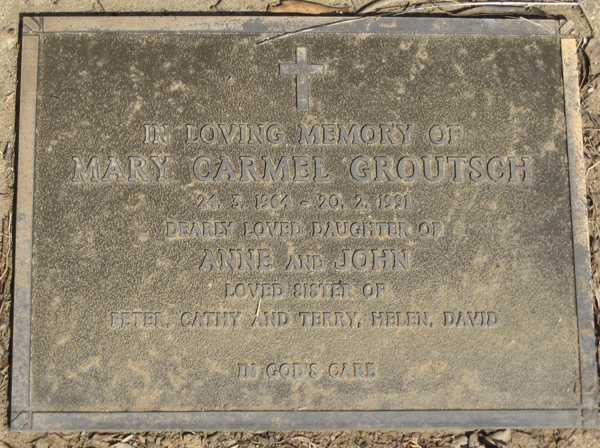 IN LOVING MEMORY OF
MARY CARMEL GROUTSCH
24. 3. 1964 - 20. 2. 1991
DEARLY LOVED DAUGHTER OF
ANNE AND JOHN
LOVED SISTER OF
PETER, CATHY AND TERRY, HELEN, DAVID
IN GOD'S CARE